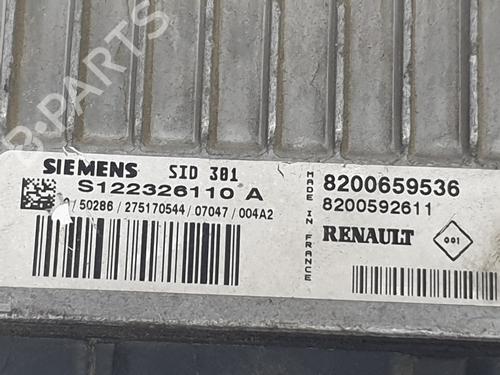 B-PARTS
SIEMENS SID 301
S122326110 A
/ 50286 / 275170544 / 07047 / 004A2
MADE IN FRANCE
8200659536
8200592611
RENAULT
001